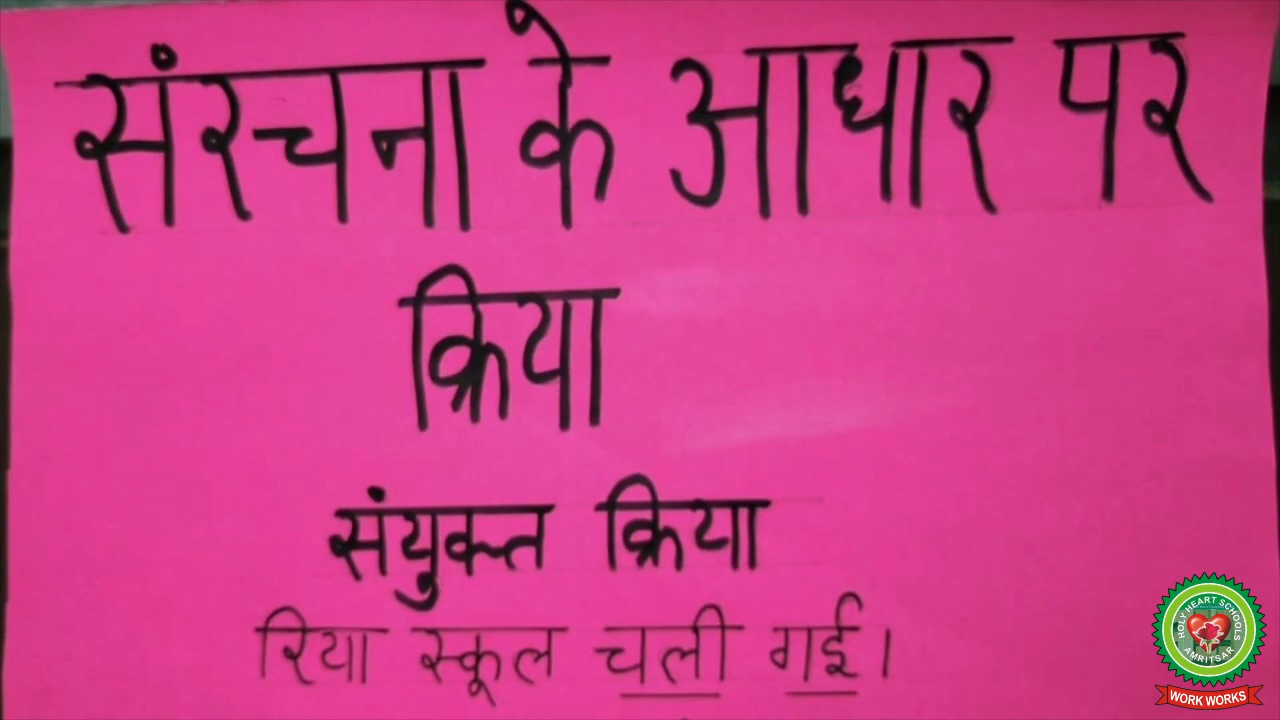 संरचना के आधार पर
क्रिया
संयुक्त क्रिया
रिया स्कूल चली गई।
HOLY HEART SCHOOLS
AMRITSAR
WORK WORKS